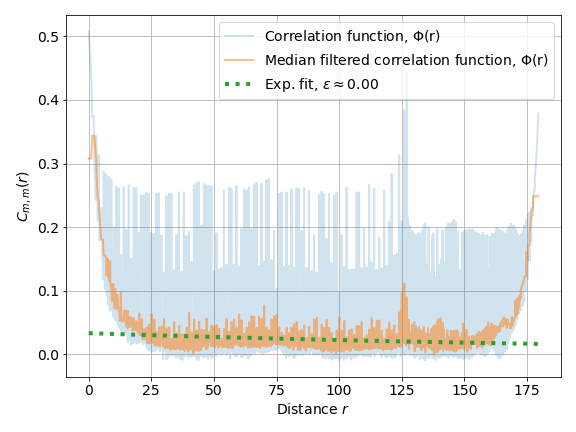 Correlation function, Φ(r)
Median filtered correlation function, Φ(r)
Exp. fit, ε ≈ 0.00
C_{m,m}(r)
0.5
0.4
0.3
0.2
0.1
0.0
0 25 50 75 100 125 150 175
Distance r